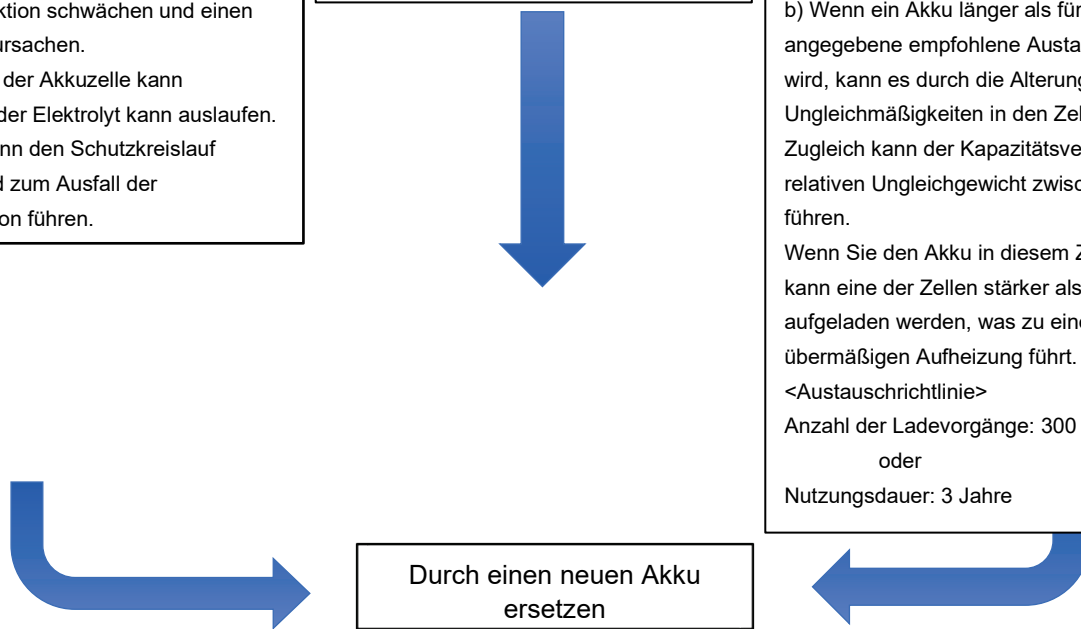 ktion schwächen und einen
ursachen.
der Akkuzelle kann
der Elektrolyt kann auslaufen.
nn den Schutzkreislauf
d zum Ausfall der
on führen.
b) Wenn ein Akku länger als für
angegebene empfohlene Austa
wird, kann es durch die Alterung
Ungleichmäßigkeiten in den Zel
Zugleich kann der Kapazitätsve
relativen Ungleichgewicht zwisc
führen.
Wenn Sie den Akku in diesem Z
kann eine der Zellen stärker als
aufgeladen werden, was zu eine
übermäßigen Aufheizung führt.
<Austauschrichtlinie>
Anzahl der Ladevorgänge: 300
oder
Nutzungsdauer: 3 Jahre
Durch einen neuen Akku
ersetzen